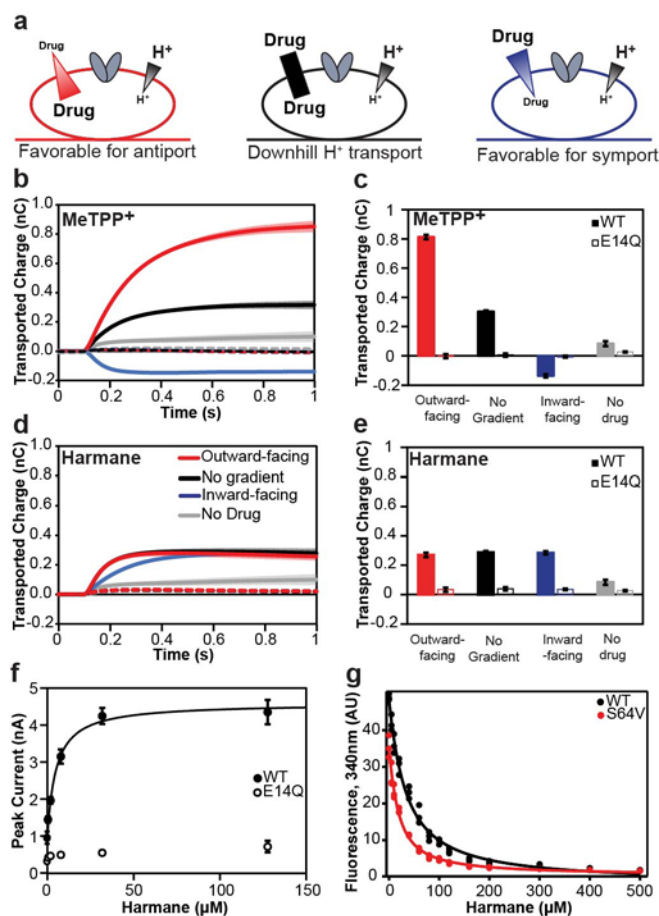 a
Drug
H⁺
Drug
H⁺
Favorable for antiport
Drug
H⁺
Drug
H⁺
Downhill H⁺ transport
Drug
H⁺
Drug
H⁺
Favorable for symport
b
MeTPP⁺
Transported Charge (nC)
1.0
0.8
0.6
0.4
0.2
0.0
-0.2
0.2
0.4
0.6
0.8
1
Time (s)
c
MeTPP⁺
WT
E14Q
Transported Charge (nC)
1
0.8
0.6
0.4
0.2
0
-0.2
Outward-
facing
No
Gradient
Inward-
facing
No
drug
d
Harmane
Outward-facing
No gradient
Inward-facing
No Drug
Transported Charge (nC)
1.0
0.8
0.6
0.4
0.2
0.0
-0.2
0
0.2
0.4
0.6
0.8
1
Time (s)
e
Harmane
WT
E14Q
Transported Charge (nC)
1
0.8
0.6
0.4
0.2
0
-0.2
Outward-
facing
No
Gradient
Inward
-facing
No
drug
f
Peak Current (nA)
5
4
3
2
1
0
WT
E14Q
0
50
100
150
Harmane (µM)
g
Fluorescence, 340nm (AU)
40
30
20
10
0
WT
S64V
0
100
200
300
400
500
Harmane (µM)